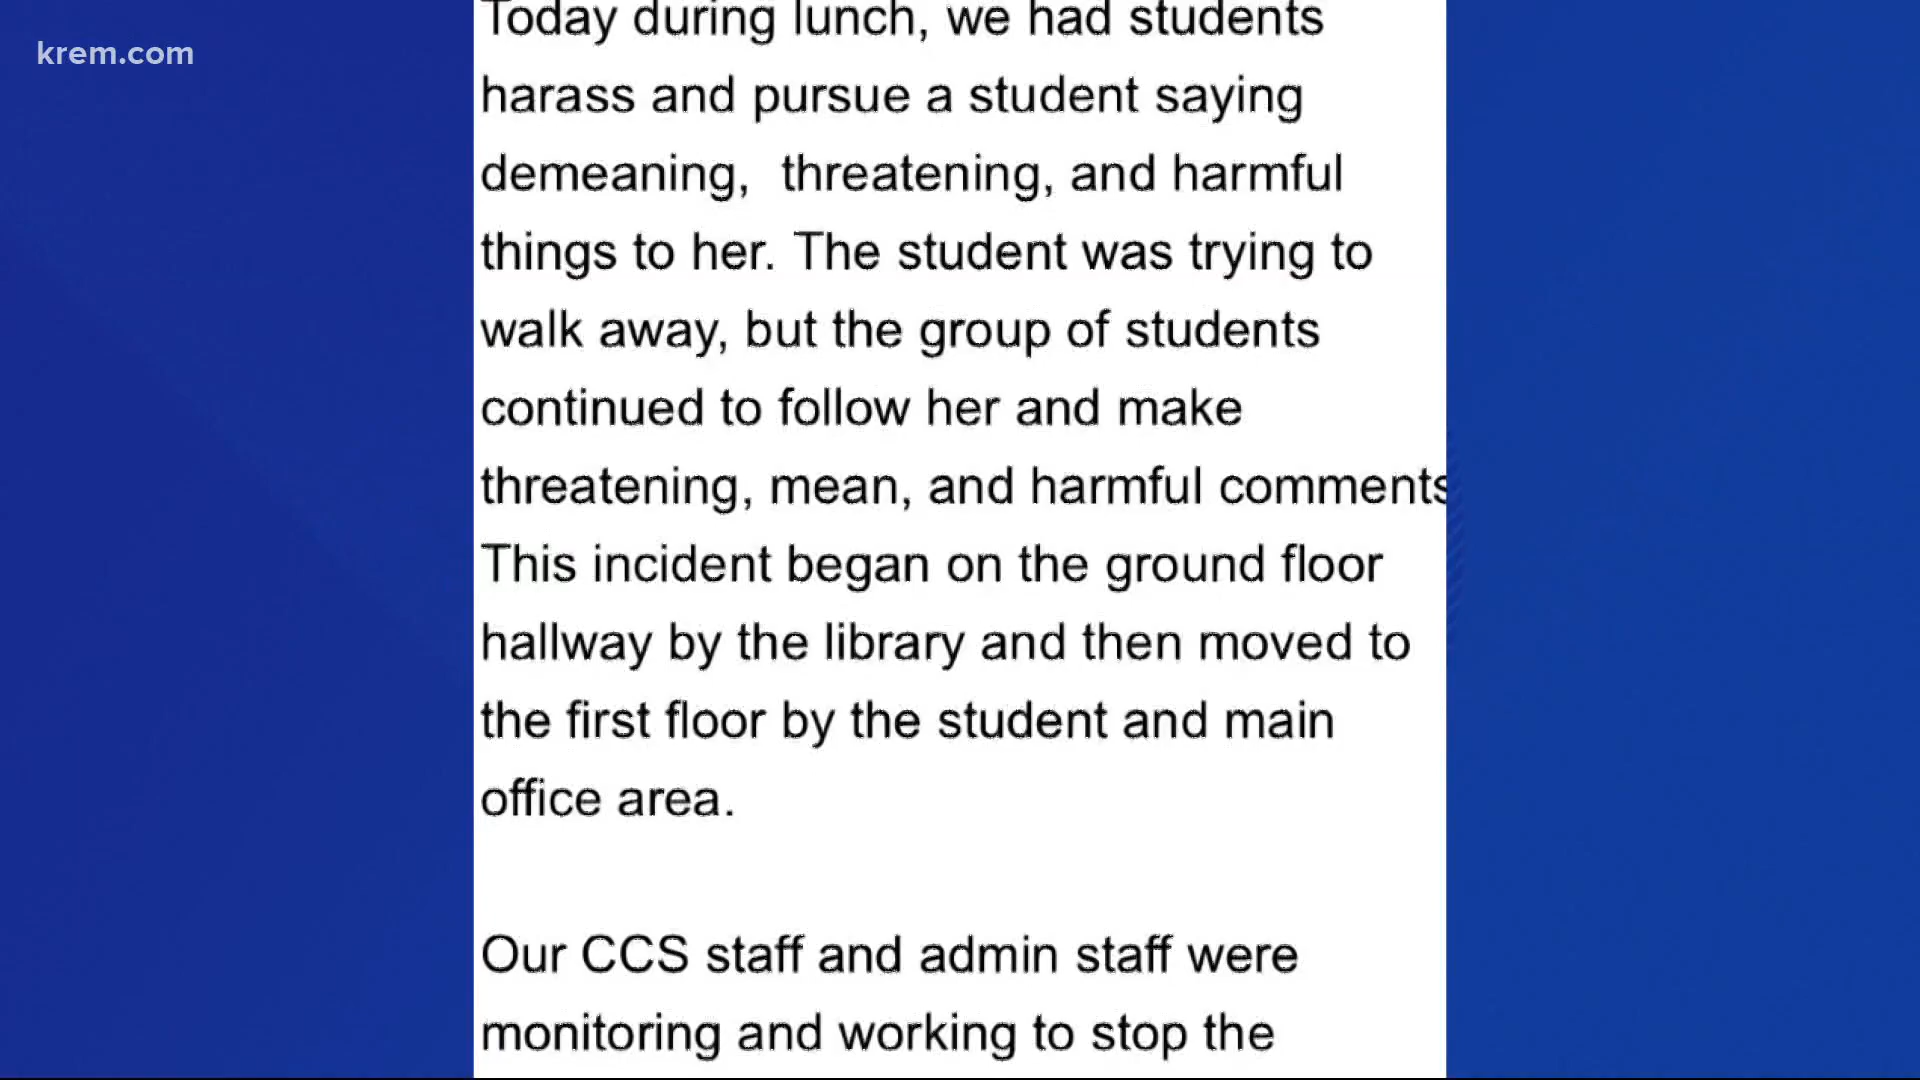 krem.com
Today during lunch, we had students
harass and pursue a student saying
demeaning,  threatening, and harmful
things to her. The student was trying to
walk away, but the group of students
continued to follow her and make
threatening, mean, and harmful comments
This incident began on the ground floor
hallway by the library and then moved to
the first floor by the student and main
office area.
Our CCS staff and admin staff were
monitoring and working to stop the